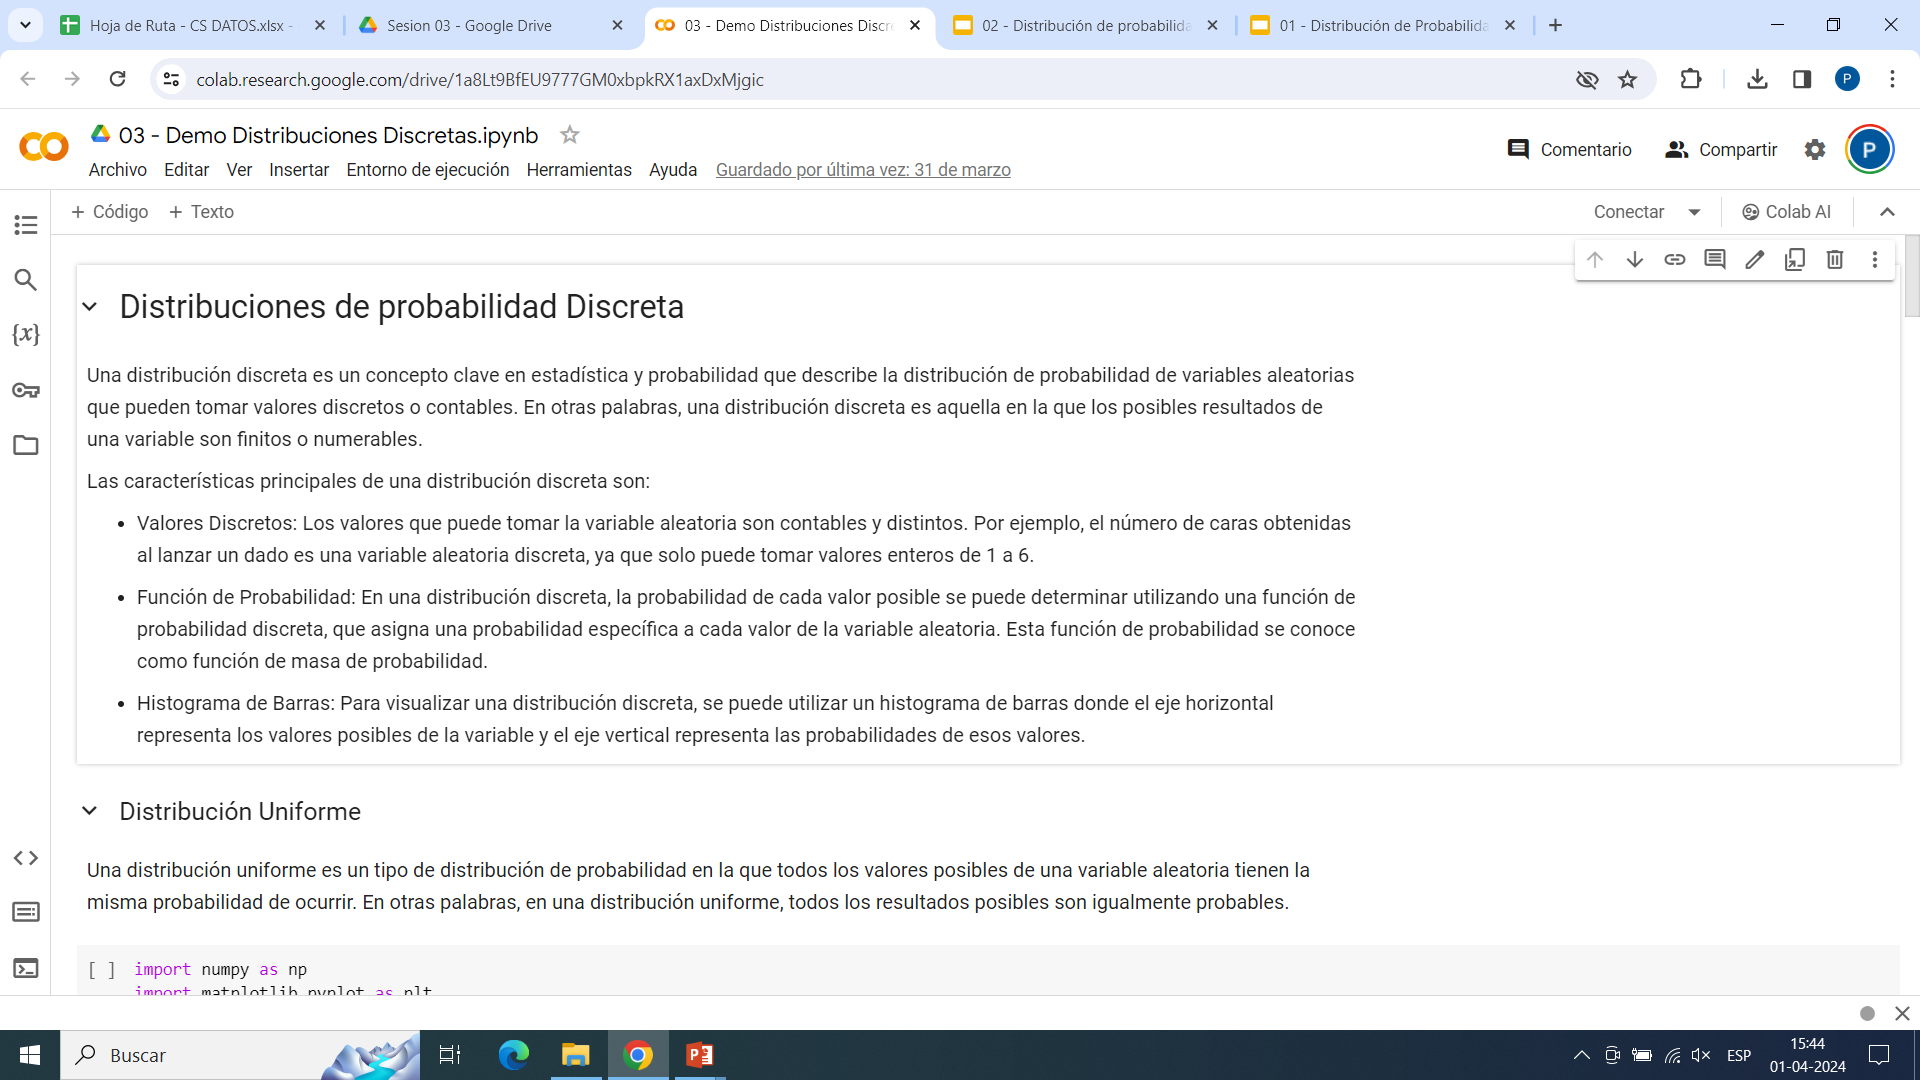 Hoja de Ruta - CS DATOS.xlsx -
Sesion 03 - Google Drive
03 - Demo Distribuciones Discre
02 - Distribución de probabilida
01 - Distribución de Probabilida
colab.research.google.com/drive/1a8Lt9BfEU9777GM0xbpkRX1axDxMjgic
P
03 - Demo Distribuciones Discretas.ipynb
Archivo Editar Ver Insertar Entorno de ejecución Herramientas Ayuda Guardado por última vez: 31 de marzo
Comentario Compartir P
+ Código + Texto
Conectar Colab AI
{x}
Distribuciones de probabilidad Discreta
Una distribución discreta es un concepto clave en estadística y probabilidad que describe la distribución de probabilidad de variables aleatorias
que pueden tomar valores discretos o contables. En otras palabras, una distribución discreta es aquella en la que los posibles resultados de
una variable son finitos o numerables.
Las características principales de una distribución discreta son:
• Valores Discretos: Los valores que puede tomar la variable aleatoria son contables y distintos. Por ejemplo, el número de caras obtenidas
al lanzar un dado es una variable aleatoria discreta, ya que solo puede tomar valores enteros de 1 a 6.
• Función de Probabilidad: En una distribución discreta, la probabilidad de cada valor posible se puede determinar utilizando una función de
probabilidad discreta, que asigna una probabilidad específica a cada valor de la variable aleatoria. Esta función de probabilidad se conoce
como función de masa de probabilidad.
• Histograma de Barras: Para visualizar una distribución discreta, se puede utilizar un histograma de barras donde el eje horizontal
representa los valores posibles de la variable y el eje vertical representa las probabilidades de esos valores.
Distribución Uniforme
Una distribución uniforme es un tipo de distribución de probabilidad en la que todos los valores posibles de una variable aleatoria tienen la
misma probabilidad de ocurrir. En otras palabras, en una distribución uniforme, todos los resultados posibles son igualmente probables.
[ ] import numpy as np
import matplotlib.pyplot as plt
Buscar
ESP
15:44
01-04-2024